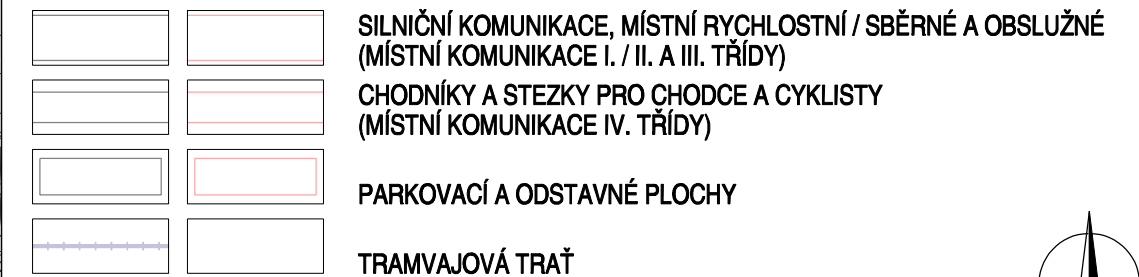 SILNIČNÍ KOMUNIKACE, MÍSTNÍ RYCHLOSTNÍ / SBĚRNÉ A OBSLUŽNÉ
(MÍSTNÍ KOMUNIKACE I. / II. A III. TŘÍDY)
CHODNÍKY A STEZKY PRO CHODCE A CYKLISTY
(MÍSTNÍ KOMUNIKACE IV. TŘÍDY)
PARKOVACÍ A ODSTAVNÉ PLOCHY
TRAMVAJOVÁ TRAŤ